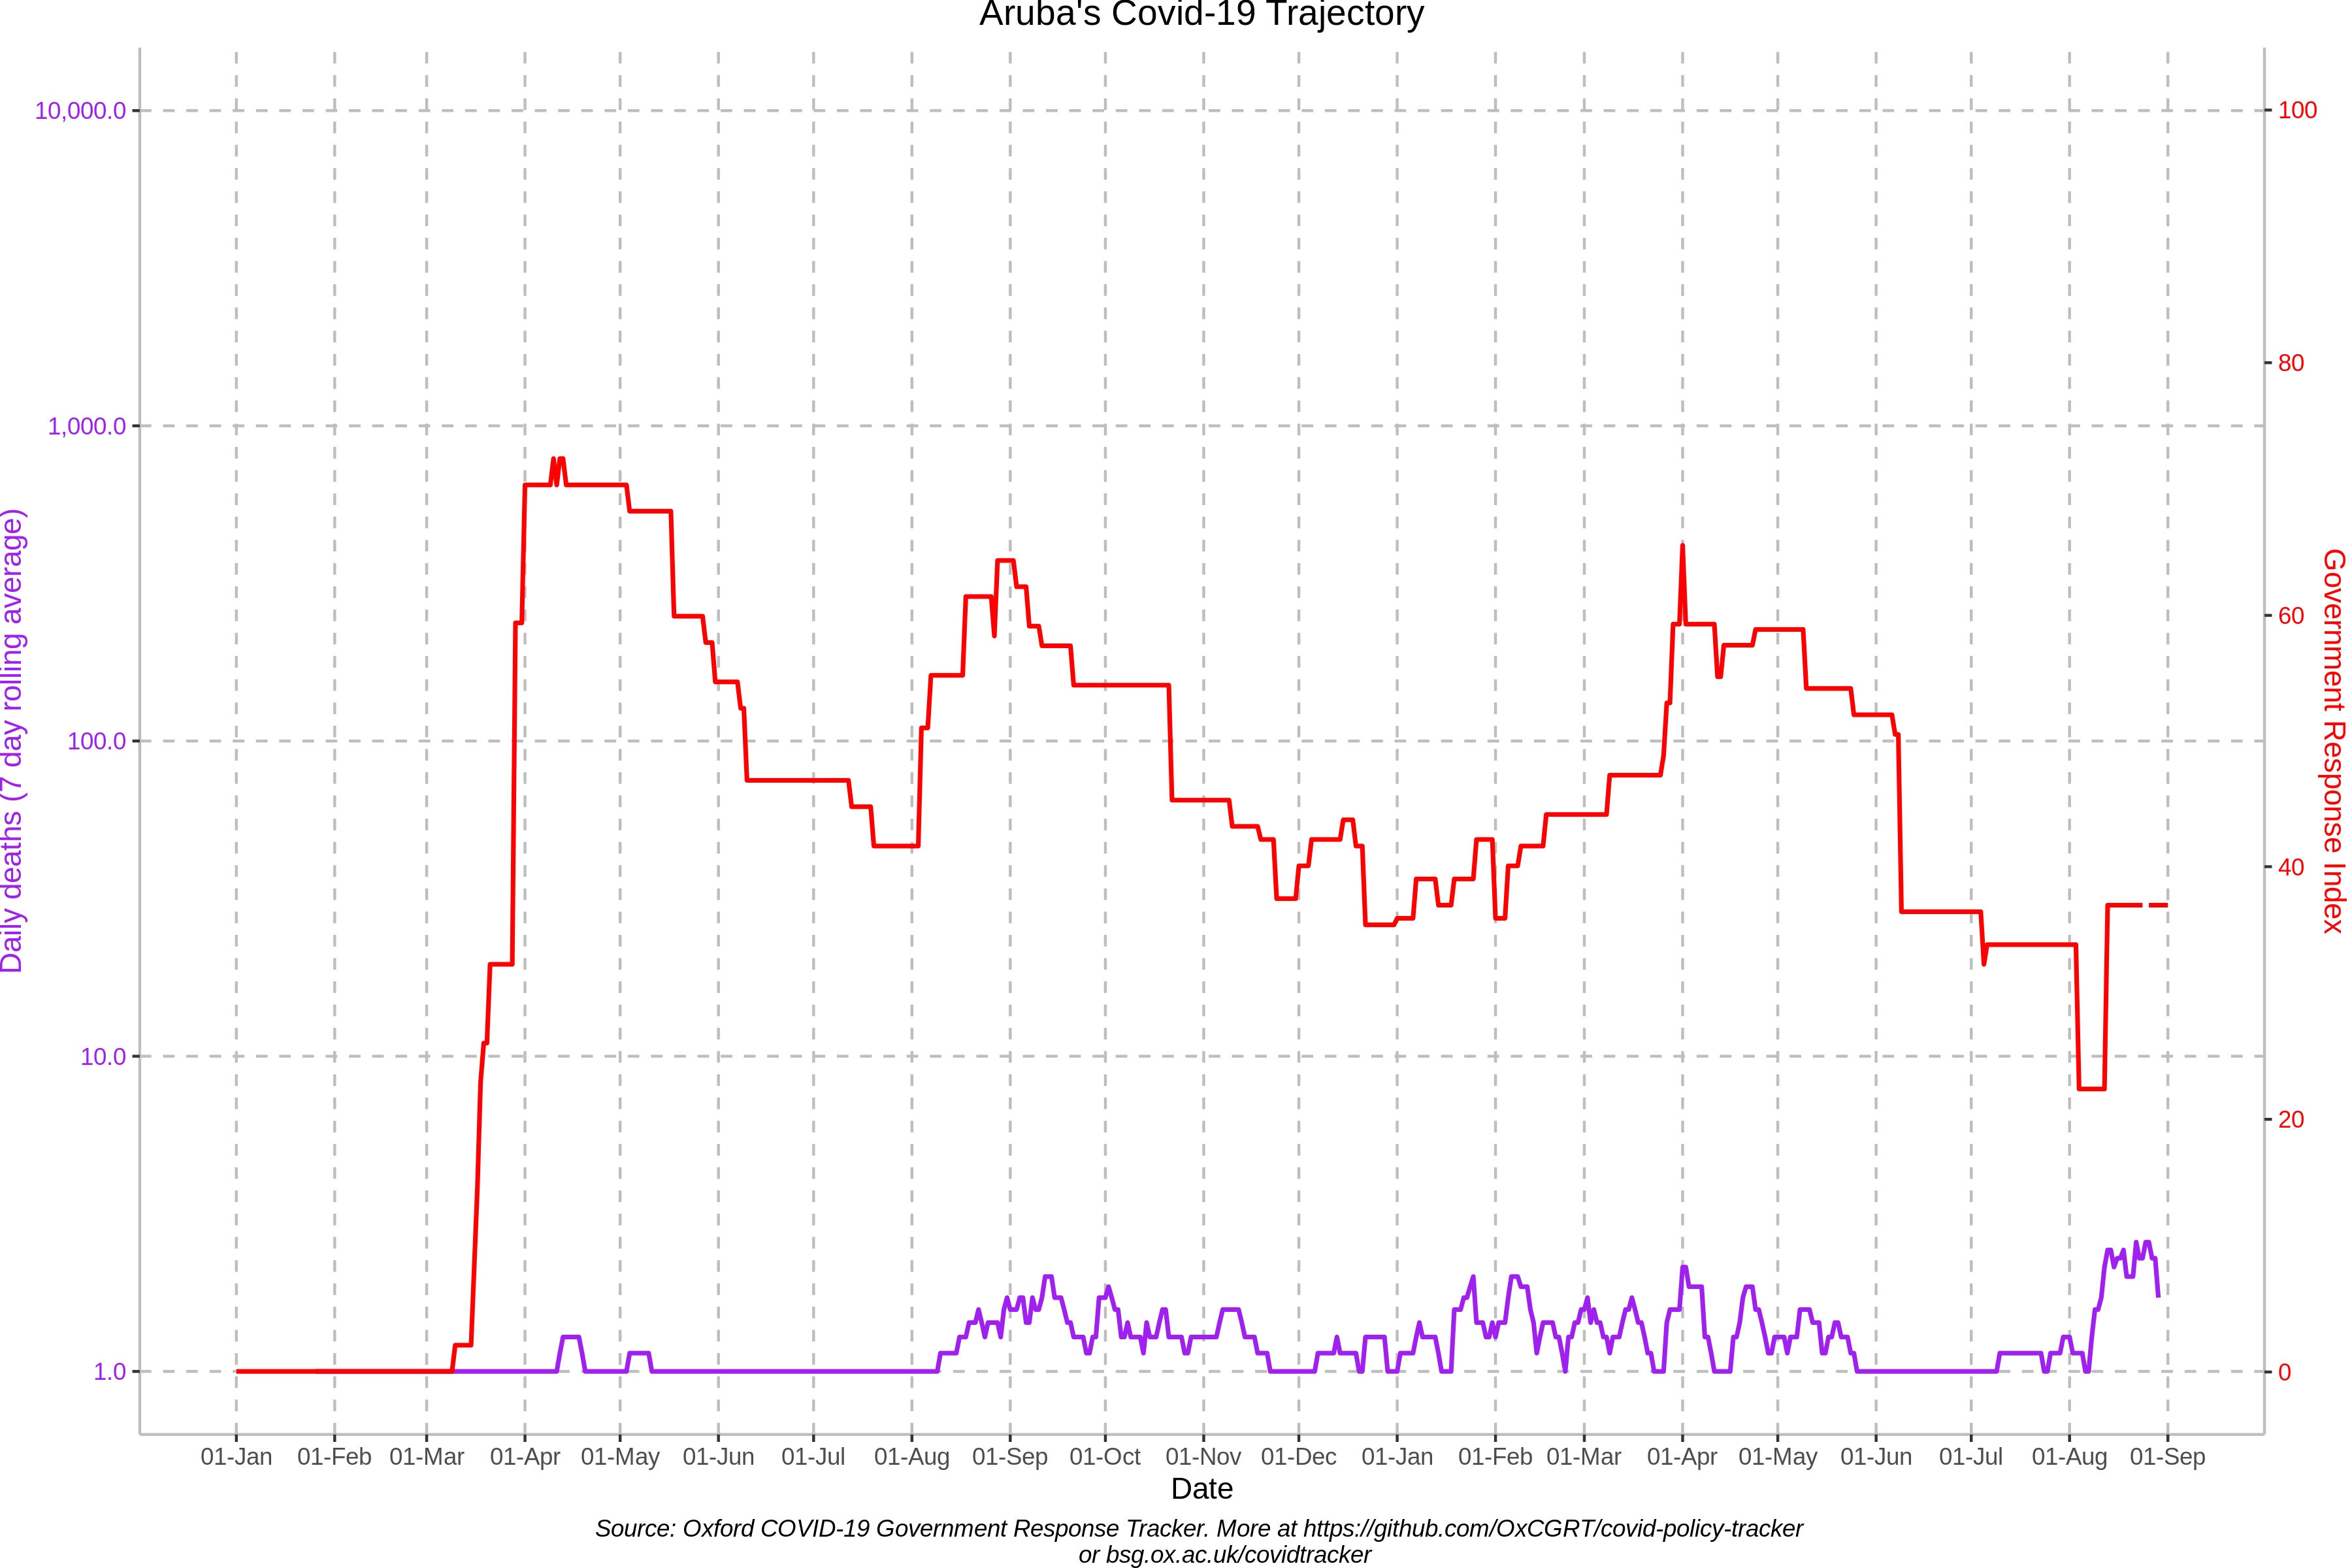 Aruba's Covid-19 Trajectory
10,000.0
1,000.0
100.0
10.0
1.0
Daily deaths (7 day rolling average)
100
80
60
40
20
0
Government Response Index
01-Jan 01-Feb 01-Mar 01-Apr 01-May 01-Jun 01-Jul 01-Aug 01-Sep 01-Oct 01-Nov 01-Dec 01-Jan 01-Feb 01-Mar 01-Apr 01-May 01-Jun 01-Jul 01-Aug 01-Sep
Date
Source: Oxford COVID-19 Government Response Tracker. More at https://github.com/OxCGRT/covid-policy-tracker
or bsg.ox.ac.uk/covidtracker